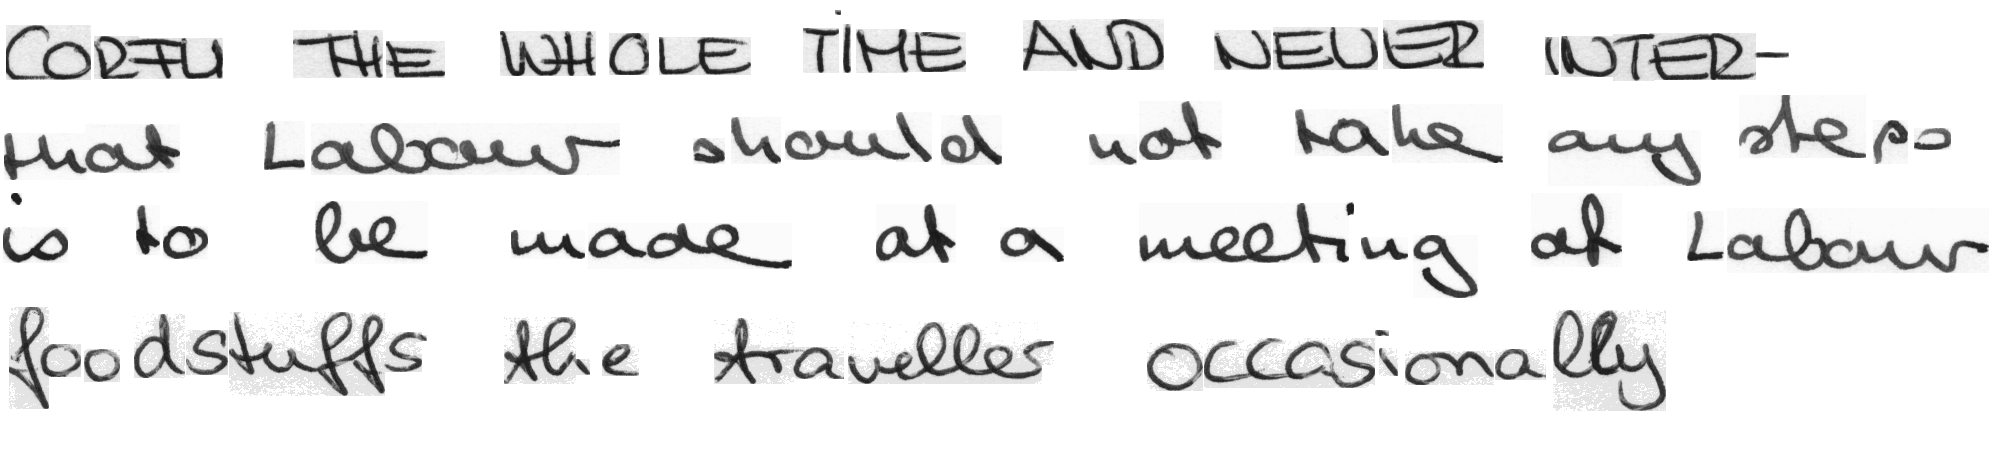 CORFU THE WHOLE TIME AND NEVER INTER-
that Labour should not take any steps
is to be made at a meeting of Labour
foodstuffs the traveller occasionally